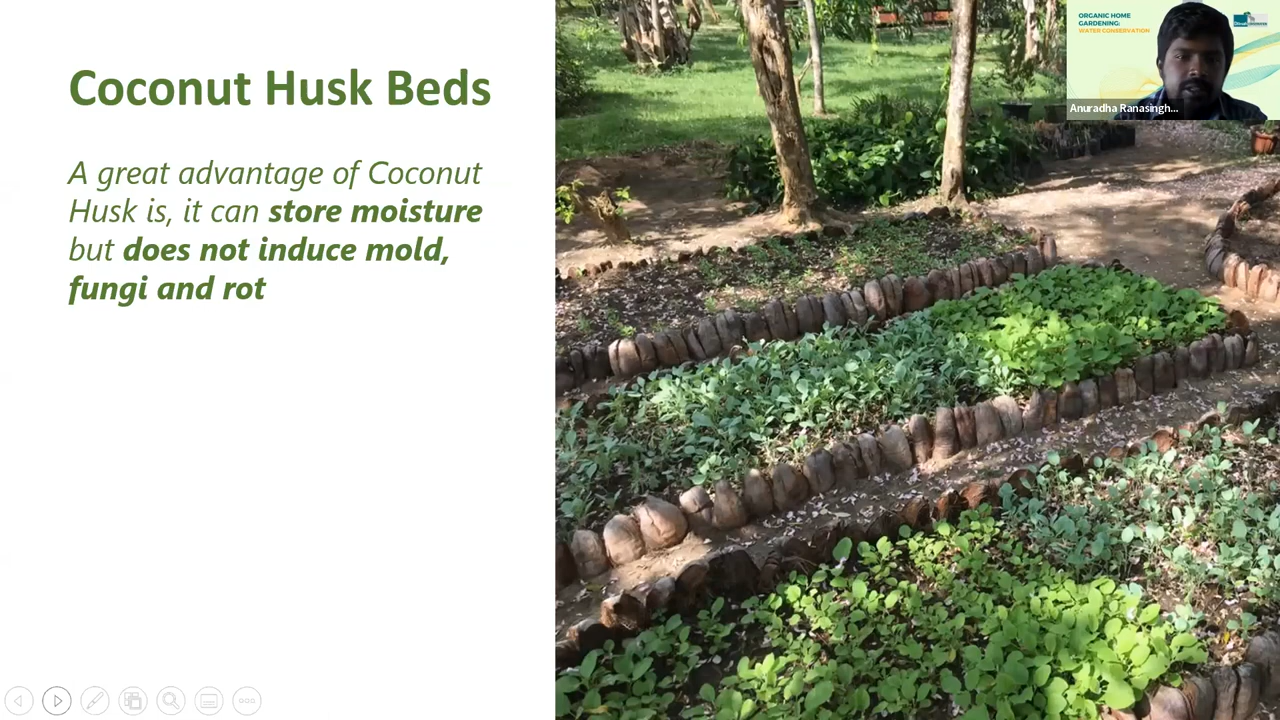 Coconut Husk Beds
A great advantage of Coconut
Husk is, it can store moisture
but does not induce mold,
fungi and rot
ORGANIC HOME
GARDENING:
WATER CONSERVATION
Anuradha Ranasingh...